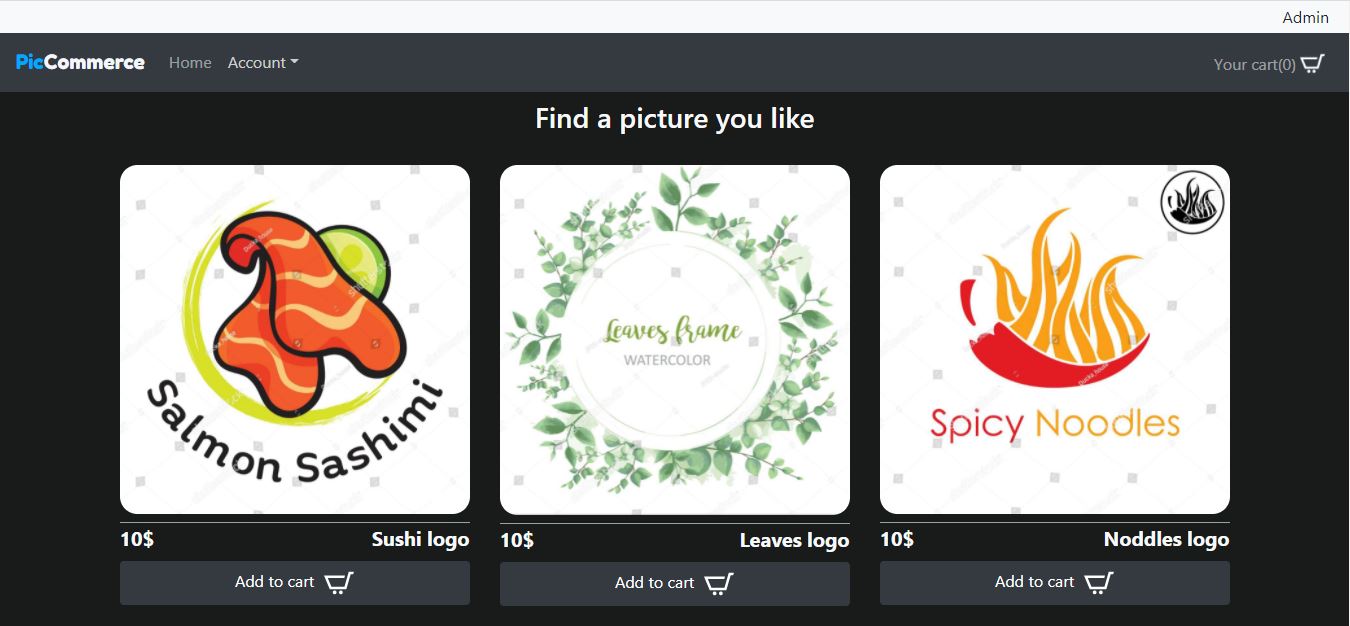 Admin
PicCommerce Home Account Your cart(0)
Find a picture you like
Salmon Sashimi
Leaves frame
WATERCOLOR
Spicy Noodles
10$ Sushi logo
10$ Leaves logo
10$ Noddles logo
Add to cart
Add to cart
Add to cart